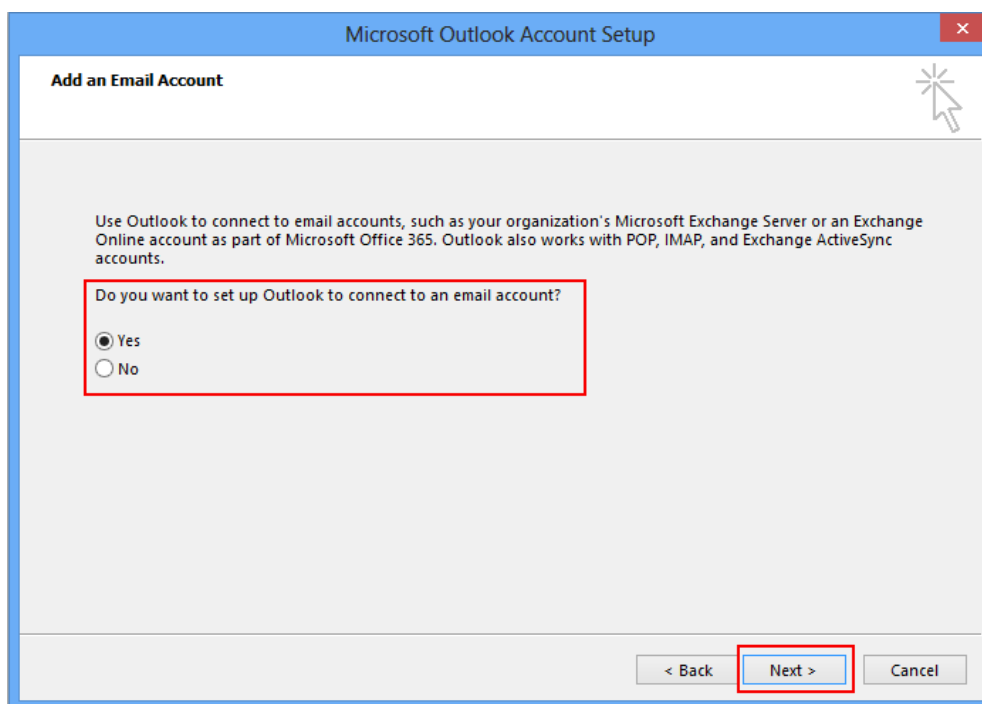 Microsoft Outlook Account Setup
Add an Email Account
Use Outlook to connect to email accounts, such as your organization's Microsoft Exchange Server or an Exchange
Online account as part of Microsoft Office 365. Outlook also works with POP, IMAP, and Exchange ActiveSync
accounts.
Do you want to set up Outlook to connect to an email account?
Yes
No
< Back Next > Cancel